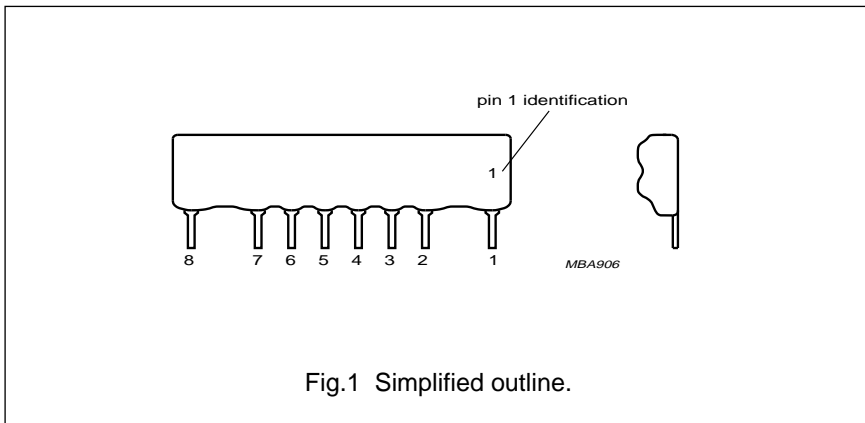 pin 1 identification
1
8 7 6 5 4 3 2 1
MBA906
Fig.1 Simplified outline.